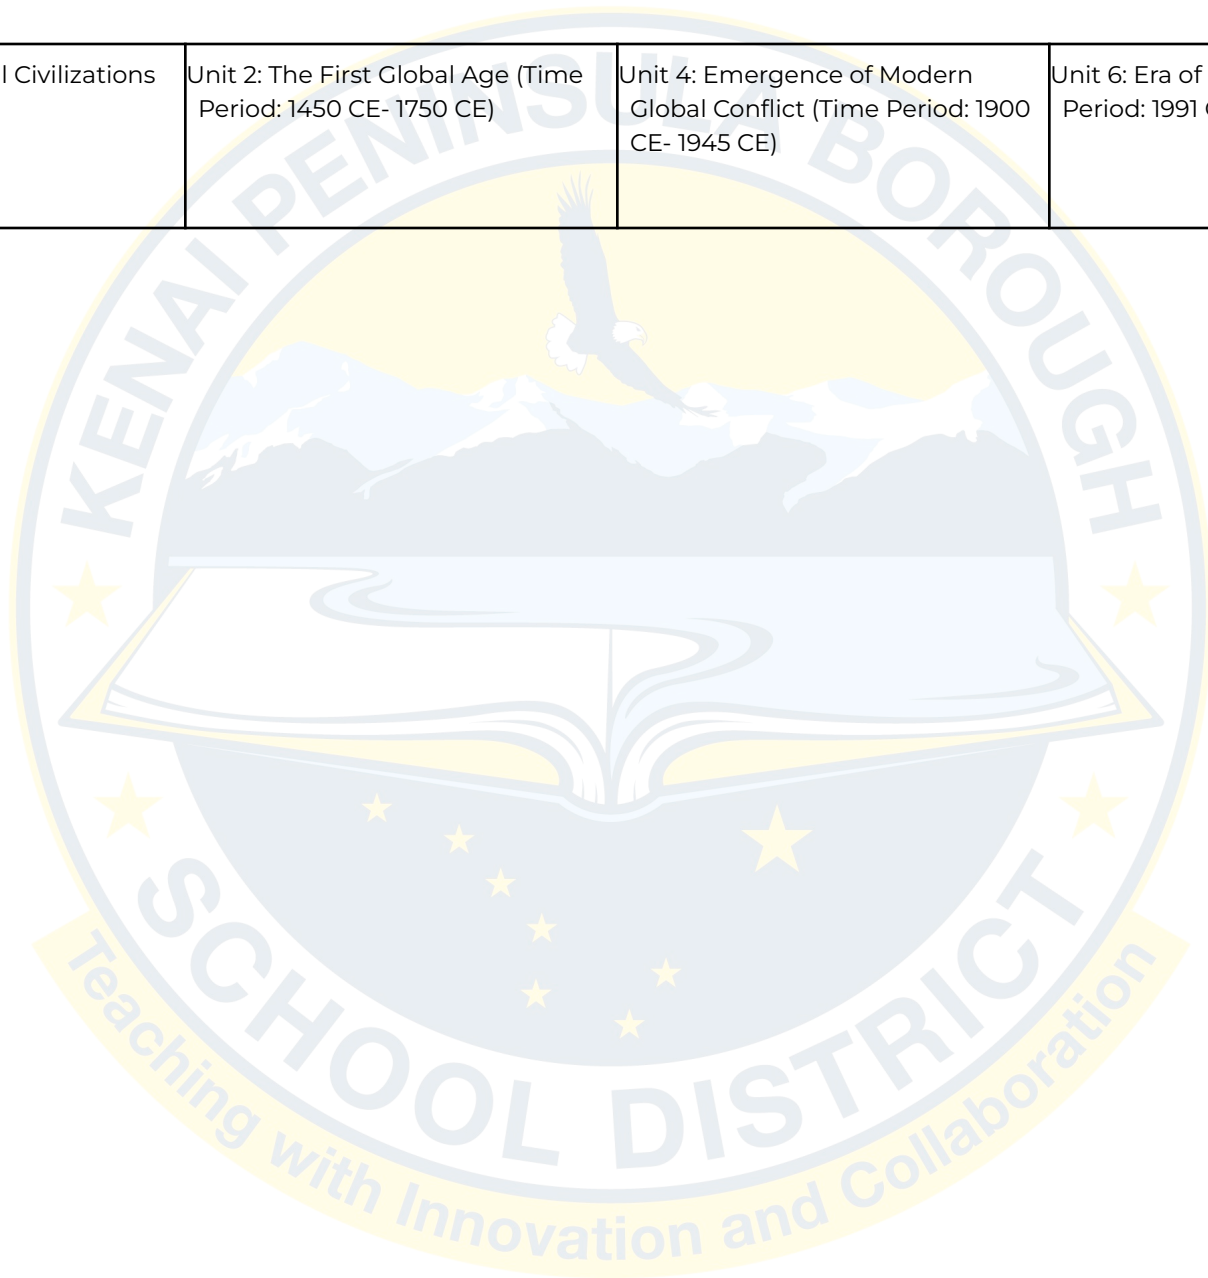 l Civilizations
Unit 2: The First Global Age (Time
Period: 1450 CE- 1750 CE)
Unit 4: Emergence of Modern
Global Conflict (Time Period: 1900
CE- 1945 CE)
Unit 6: Era of
Period: 1991
KENAI PENINSULA BOROUGH
SCHOOL DISTRICT
Teaching with Innovation and Collaboration